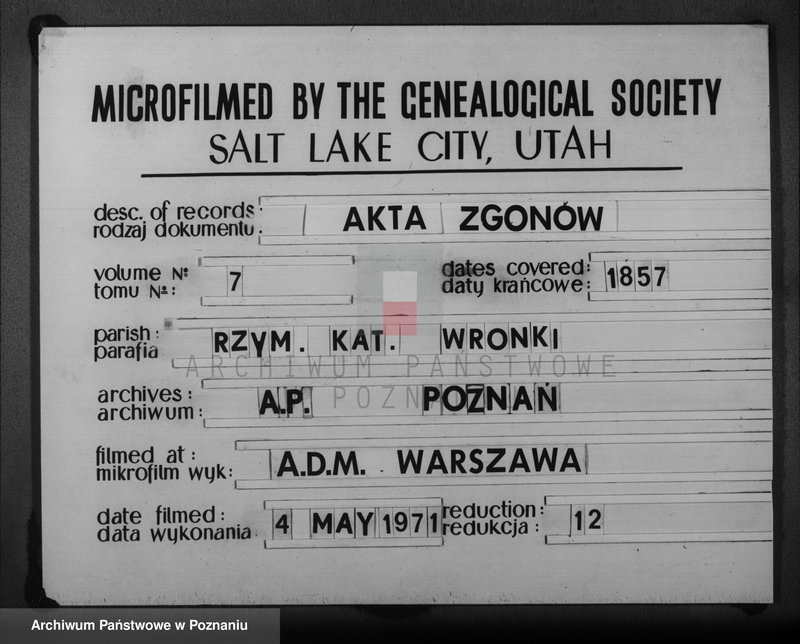 MICROFILMED BY THE GENEALOGICAL SOCIETY
SALT LAKE CITY, UTAH
desc. of records:
rodzaj dokumentu:
AKTA ZGONÓW
volume №
tomu №:
7
dates covered:
daty krańcowe:
1857
parish:
parafia
RZYM. KAT. WRONKI
ARCHIWUM PAŃSTWOWE
POZN
archives:
archiwum:
A.P. POZNAŃ
filmed at:
mikrofilm wyk:
A.D.M. WARSZAWA
date filmed:
data wykonania
4 MAY 1971
reduction:
redukcja:
12
Archiwum Państwowe w Poznaniu